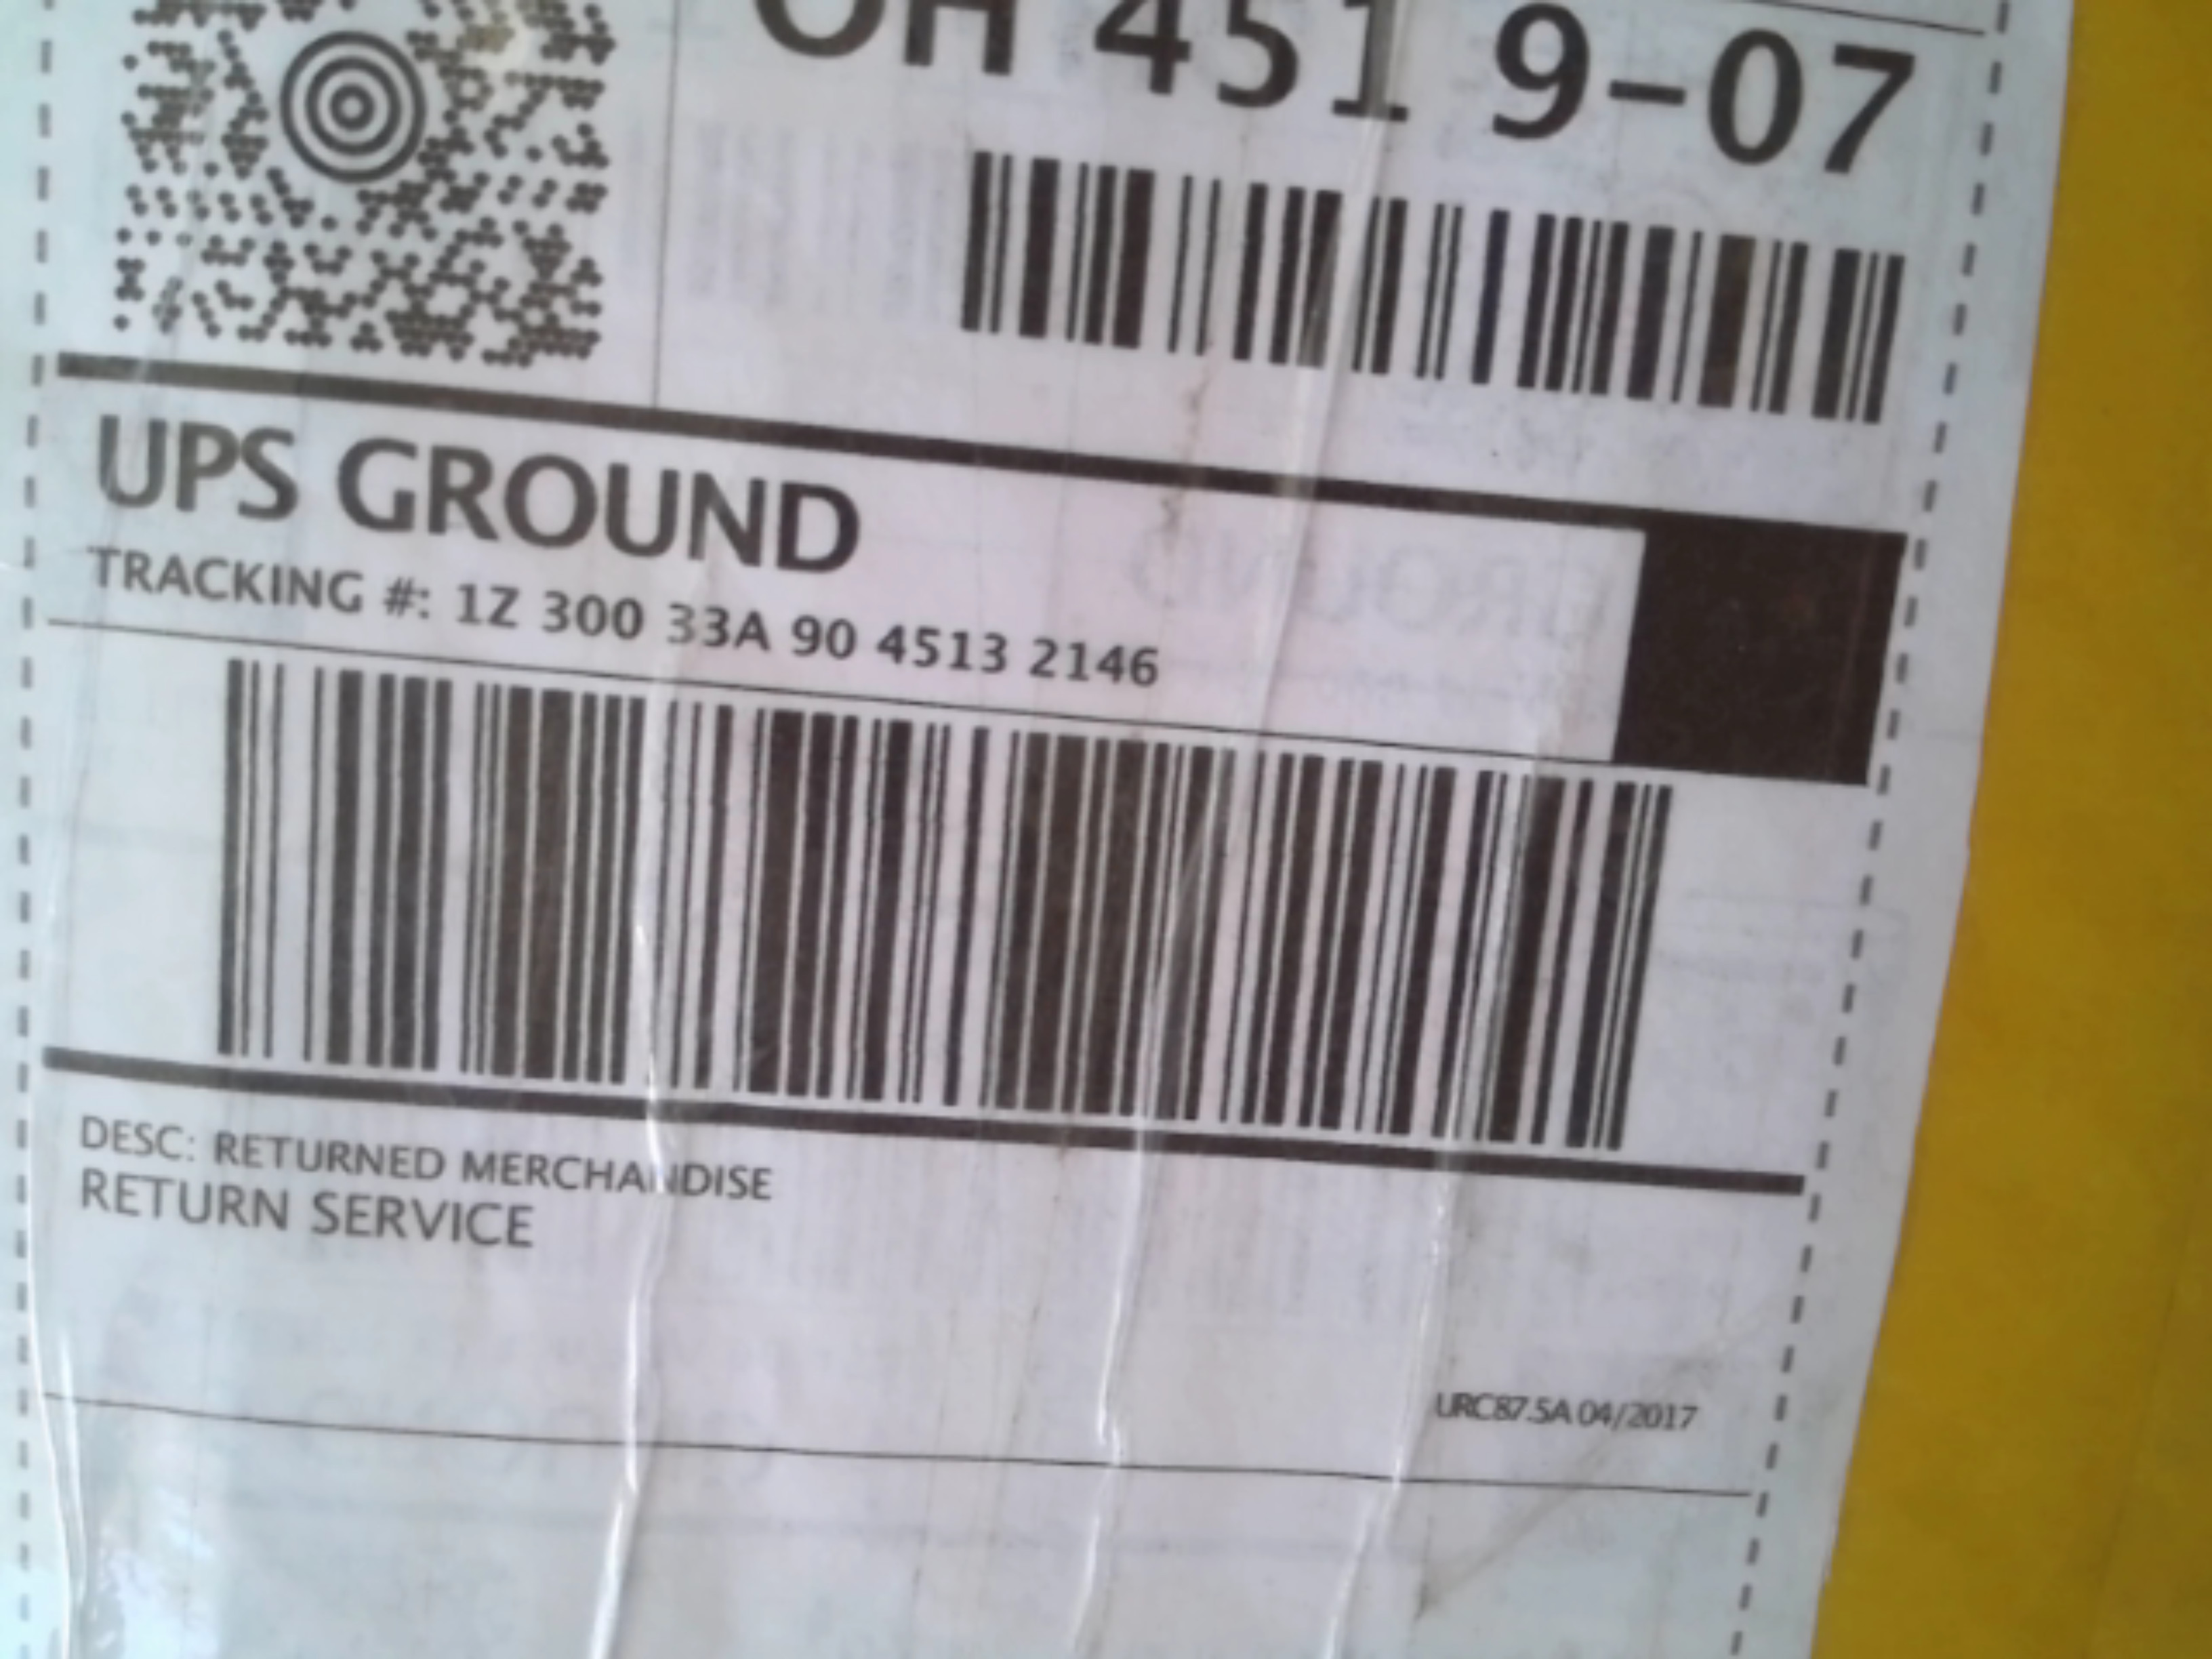 OH 451 9-07
UPS GROUND
TRACKING #: 1Z 300 33A 90 4513 2146
DESC: RETURNED MERCHANDISE
RETURN SERVICE
URC87.5A 04/2017